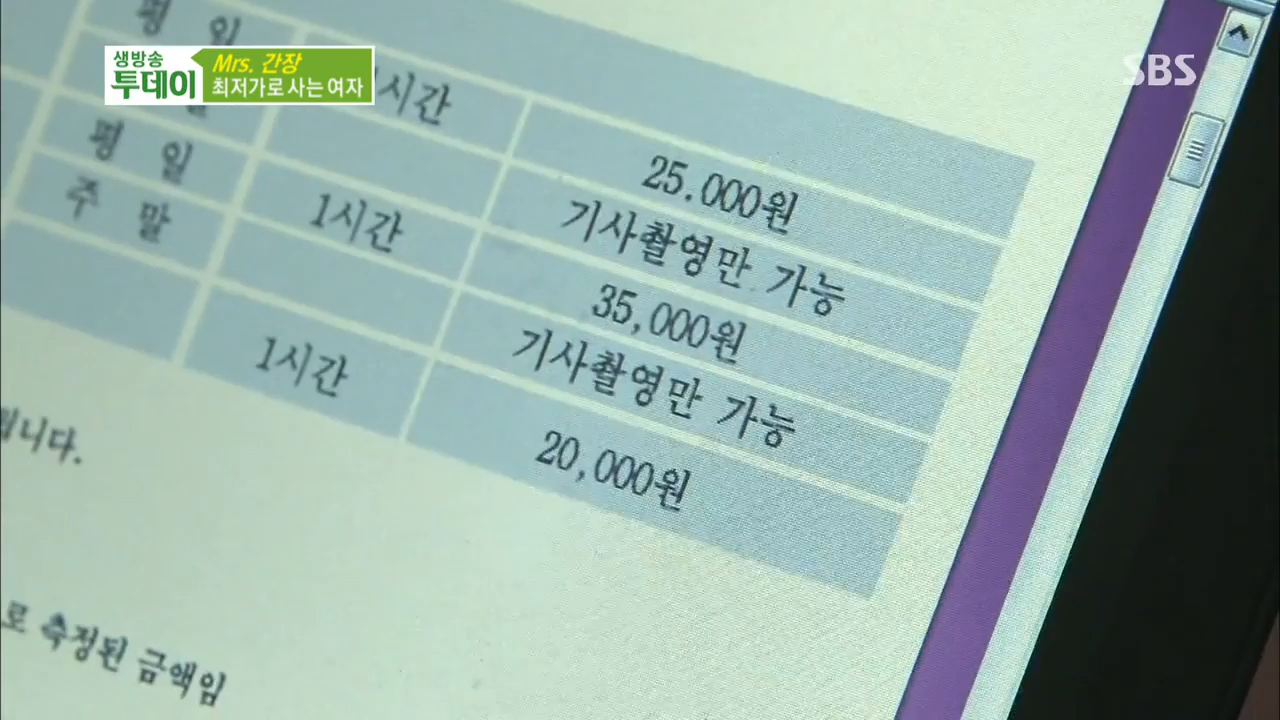 생방송 투데이
Mrs. 간장
최저가로 사는 여자
SBS
평 일
시간
25.000원
평 일
기사촬영만 가능
주 말
1시간
35,000원
기사촬영만 가능
1시간
20,000원
됩니다.
로 측정된 금액임